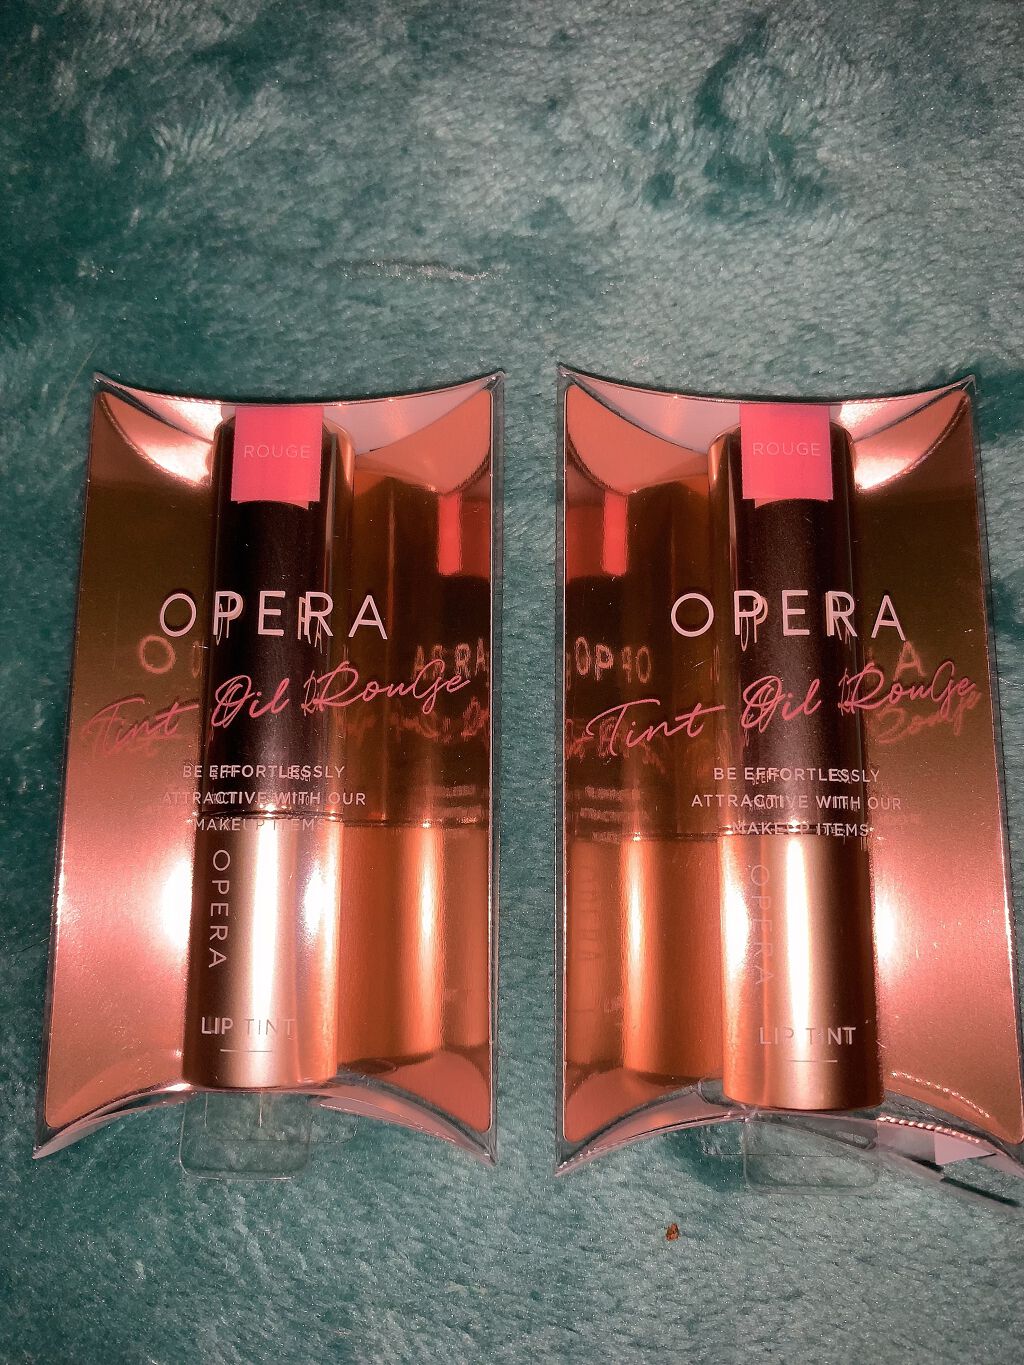 ROUGE
OPERA
Tint Oil RouGe
BE EFFORTLESSLY
ATTRACTIVE WITH OUR
MAKEUP ITEMS
OPERA
LIP TINT
ROUGE
OPERA
Tint Oil RouGe
BE EFFORTLESSLY
ATTRACTIVE WITH OUR
MAKEUP ITEMS
OPERA
LIP TINT